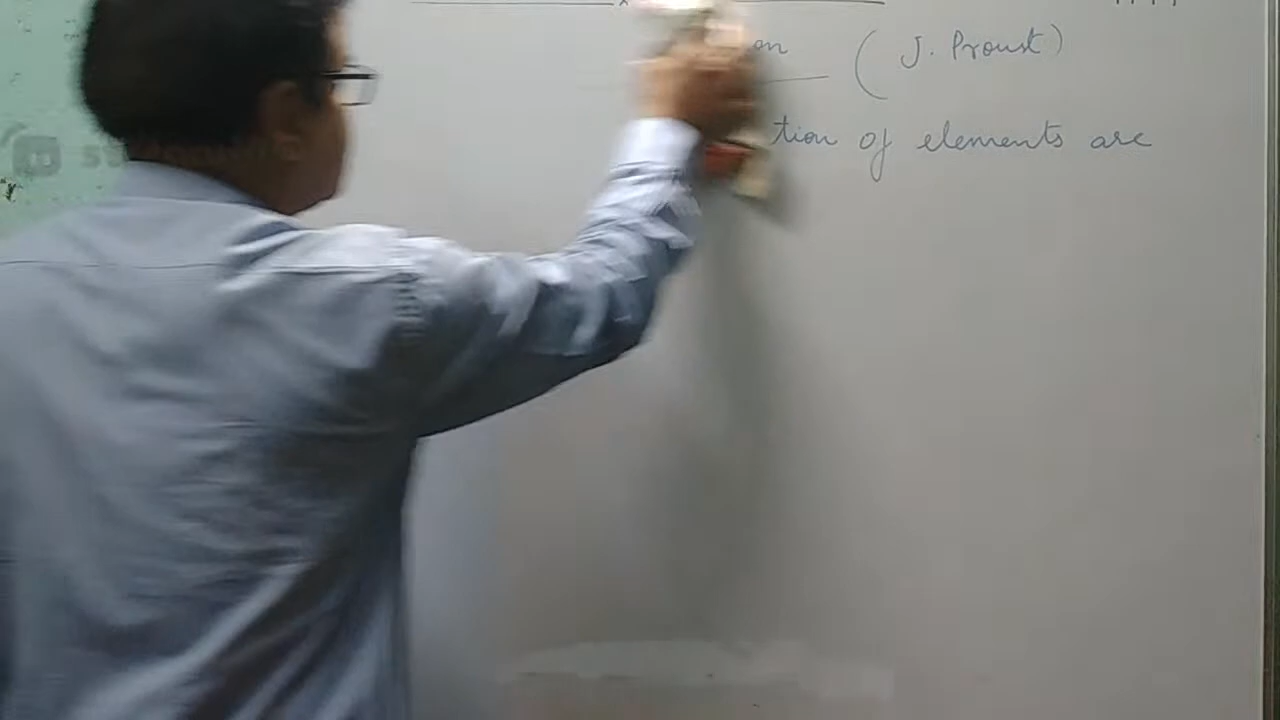 on ( J. Proust )
tion of elements are